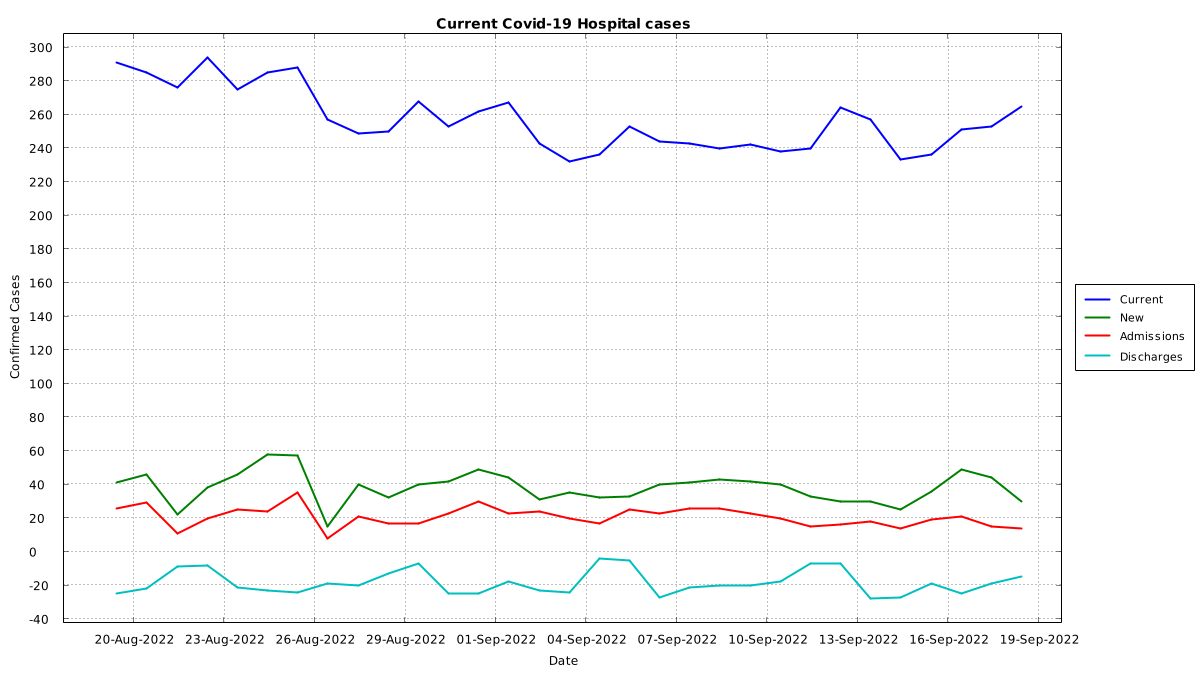 Current Covid-19 Hospital cases
300
280
260
240
220
200
180
160
140
120
100
80
60
40
20
0
-20
-40
Confirmed Cases
20-Aug-2022 23-Aug-2022 26-Aug-2022 29-Aug-2022 01-Sep-2022 04-Sep-2022 07-Sep-2022 10-Sep-2022 13-Sep-2022 16-Sep-2022 19-Sep-2022
Date
Current
New
Admissions
Discharges